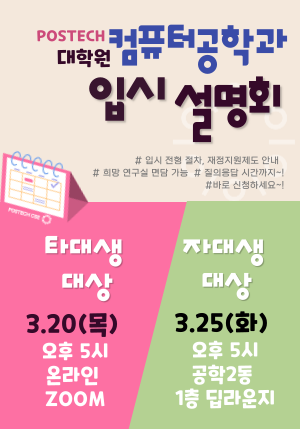 POSTECH 컴퓨터공학과
대학원
입시 설명회
# 입시 전형 절차, 재정지원제도 안내
# 희망 연구실 면담 가능 # 질의응답 시간까지~!
#바로 신청하세요~!
POSTECH CSE
타대생
대상
3.20(목)
오후 5시
온라인
ZOOM
자대생
대상
3.25(화)
오후 5시
공학2동
1층 딥라운지